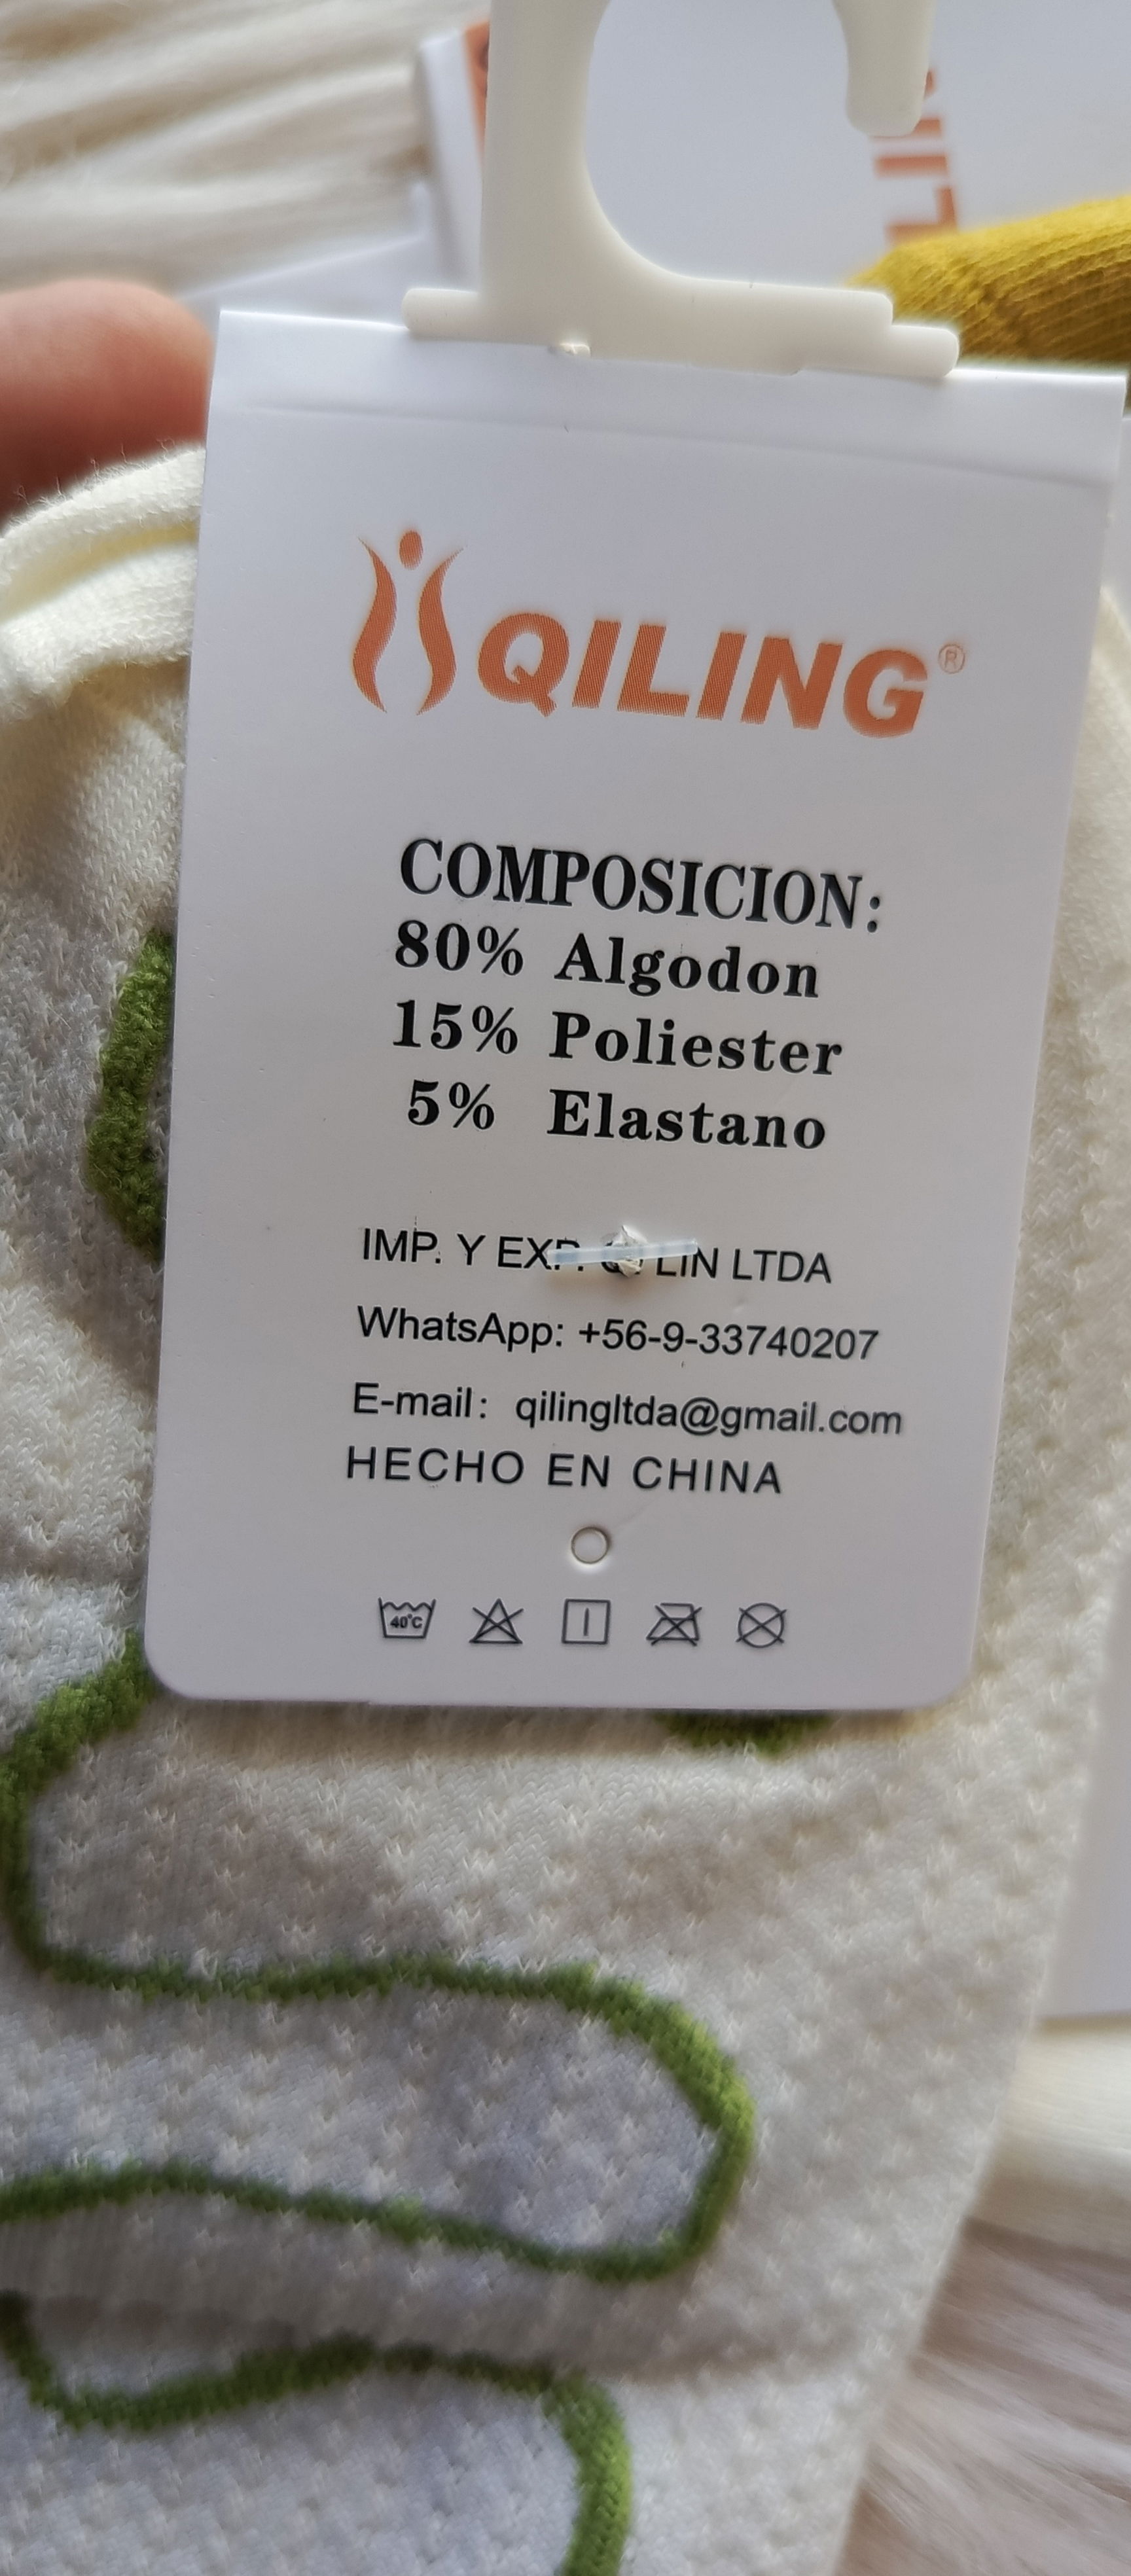 LIN
QILING®
COMPOSICION:
80% Algodon
15% Poliester
5% Elastano
IMP. Y EXP. LIN LTDA
WhatsApp: +56-9-33740207
E-mail: qilingltda@gmail.com
HECHO EN CHINA
40°C